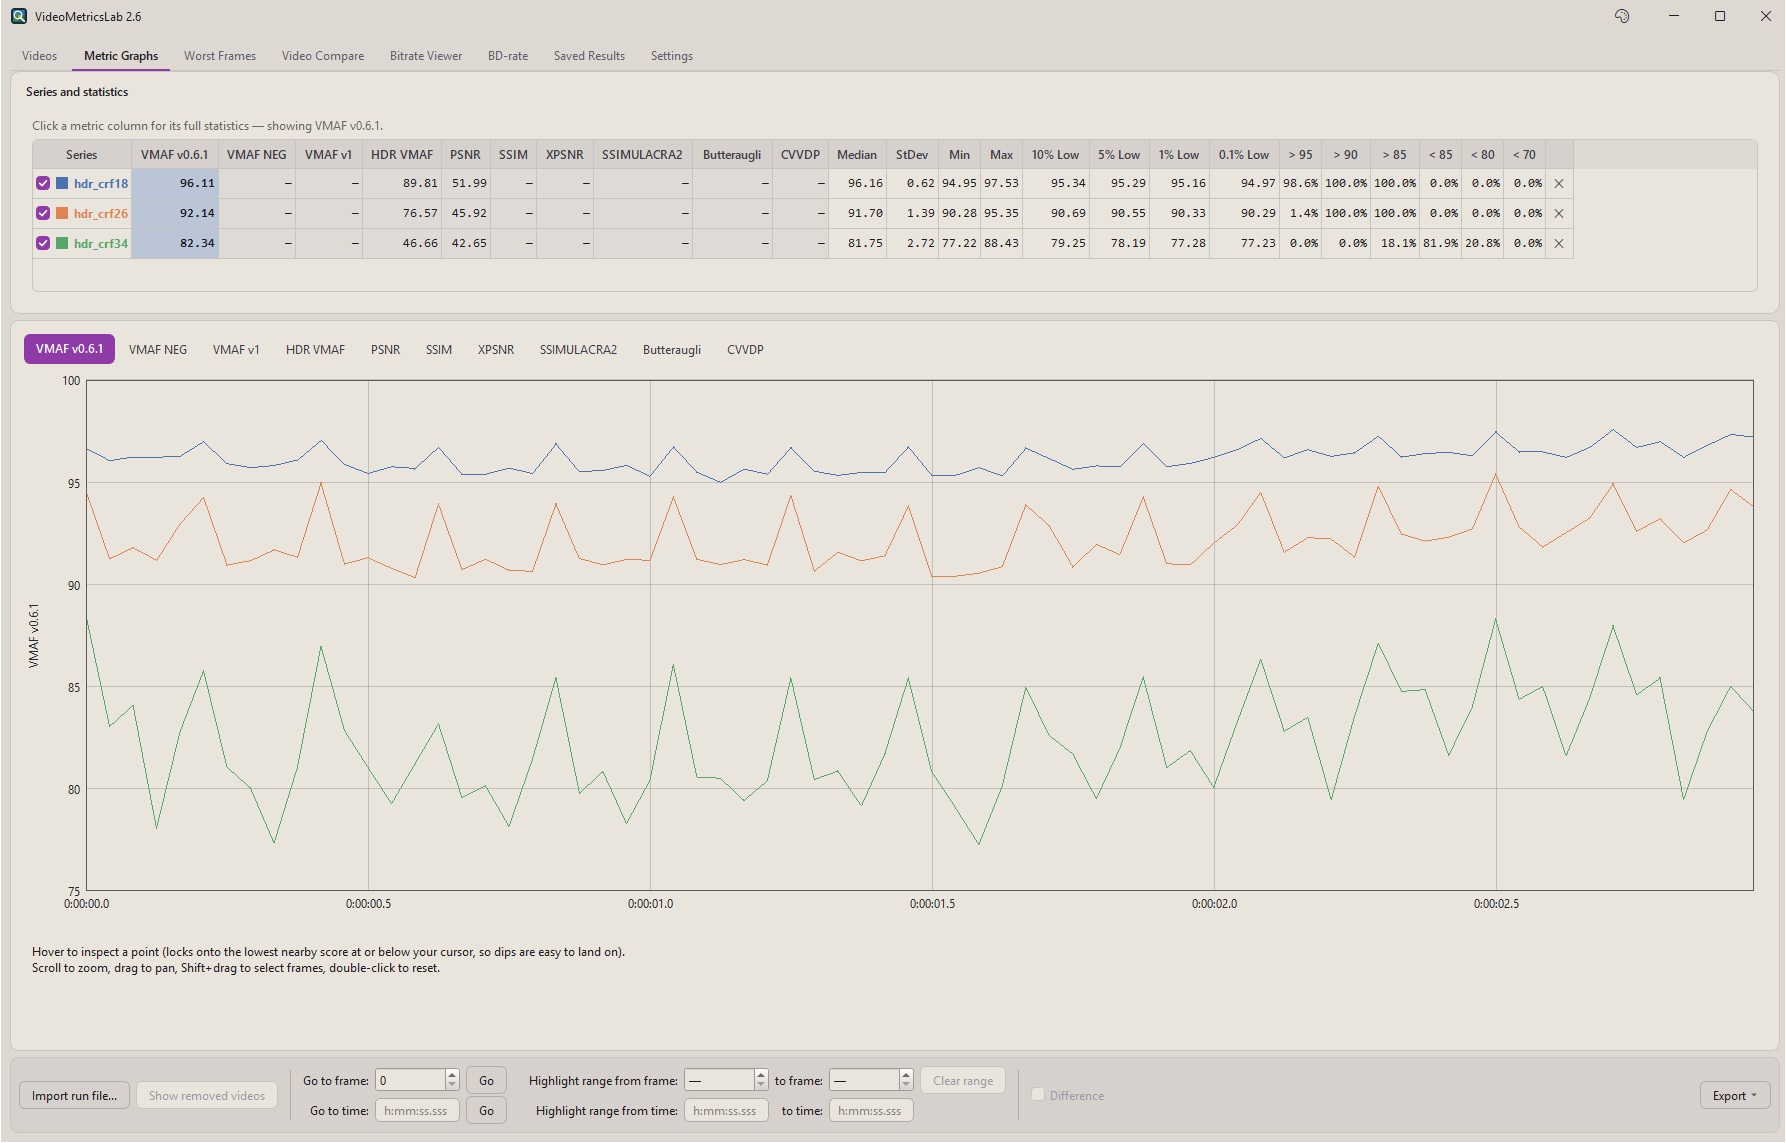 VideoMetricsLab 2.6
Videos Metric Graphs Worst Frames Video Compare Bitrate Viewer BD-rate Saved Results Settings
Series and statistics
Click a metric column for its full statistics — showing VMAF v0.6.1.
Series VMAF v0.6.1 VMAF NEG VMAF v1 HDR VMAF PSNR SSIM XPSNR SSIMULACRA2 Butteraugli CVVDP Median StDev Min Max 10% Low 5% Low 1% Low 0.1% Low > 95 > 90 > 85 < 85 < 80 < 70
hdr_crf18 96.11 — — 89.81 51.99 — — — — — 96.16 0.62 94.95 97.53 95.34 95.29 95.16 94.97 98.6% 100.0% 100.0% 0.0% 0.0% 0.0% ×
hdr_crf26 92.14 — — 76.57 45.92 — — — — — 91.70 1.39 90.28 95.35 90.69 90.55 90.33 90.29 1.4% 100.0% 100.0% 0.0% 0.0% 0.0% ×
hdr_crf34 82.34 — — 46.66 42.65 — — — — — 81.75 2.72 77.22 88.43 79.25 78.19 77.28 77.23 0.0% 0.0% 18.1% 81.9% 20.8% 0.0% ×
VMAF v0.6.1 VMAF NEG VMAF v1 HDR VMAF PSNR SSIM XPSNR SSIMULACRA2 Butteraugli CVVDP
100
95
90
85
80
75
VMAF v0.6.1
0:00:00.0 0:00:00.5 0:00:01.0 0:00:01.5 0:00:02.0 0:00:02.5
Hover to inspect a point (locks onto the lowest nearby score at or below your cursor, so dips are easy to land on).
Scroll to zoom, drag to pan, Shift+drag to select frames, double-click to reset.
Import run file... Show removed videos
Go to frame: 0 Go Highlight range from frame: — to frame: — Clear range
Go to time: h:mm:ss.sss Go Highlight range from time: h:mm:ss.sss to time: h:mm:ss.sss
Difference
Export